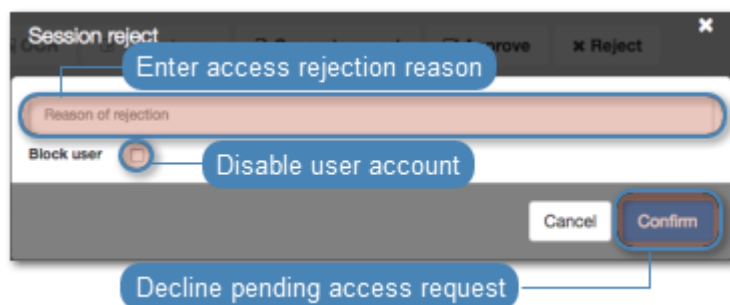 Session reject
Approve
Reject
Enter access rejection reason
Reason of rejection
Block user
Disable user account
Cancel
Confirm
Decline pending access request